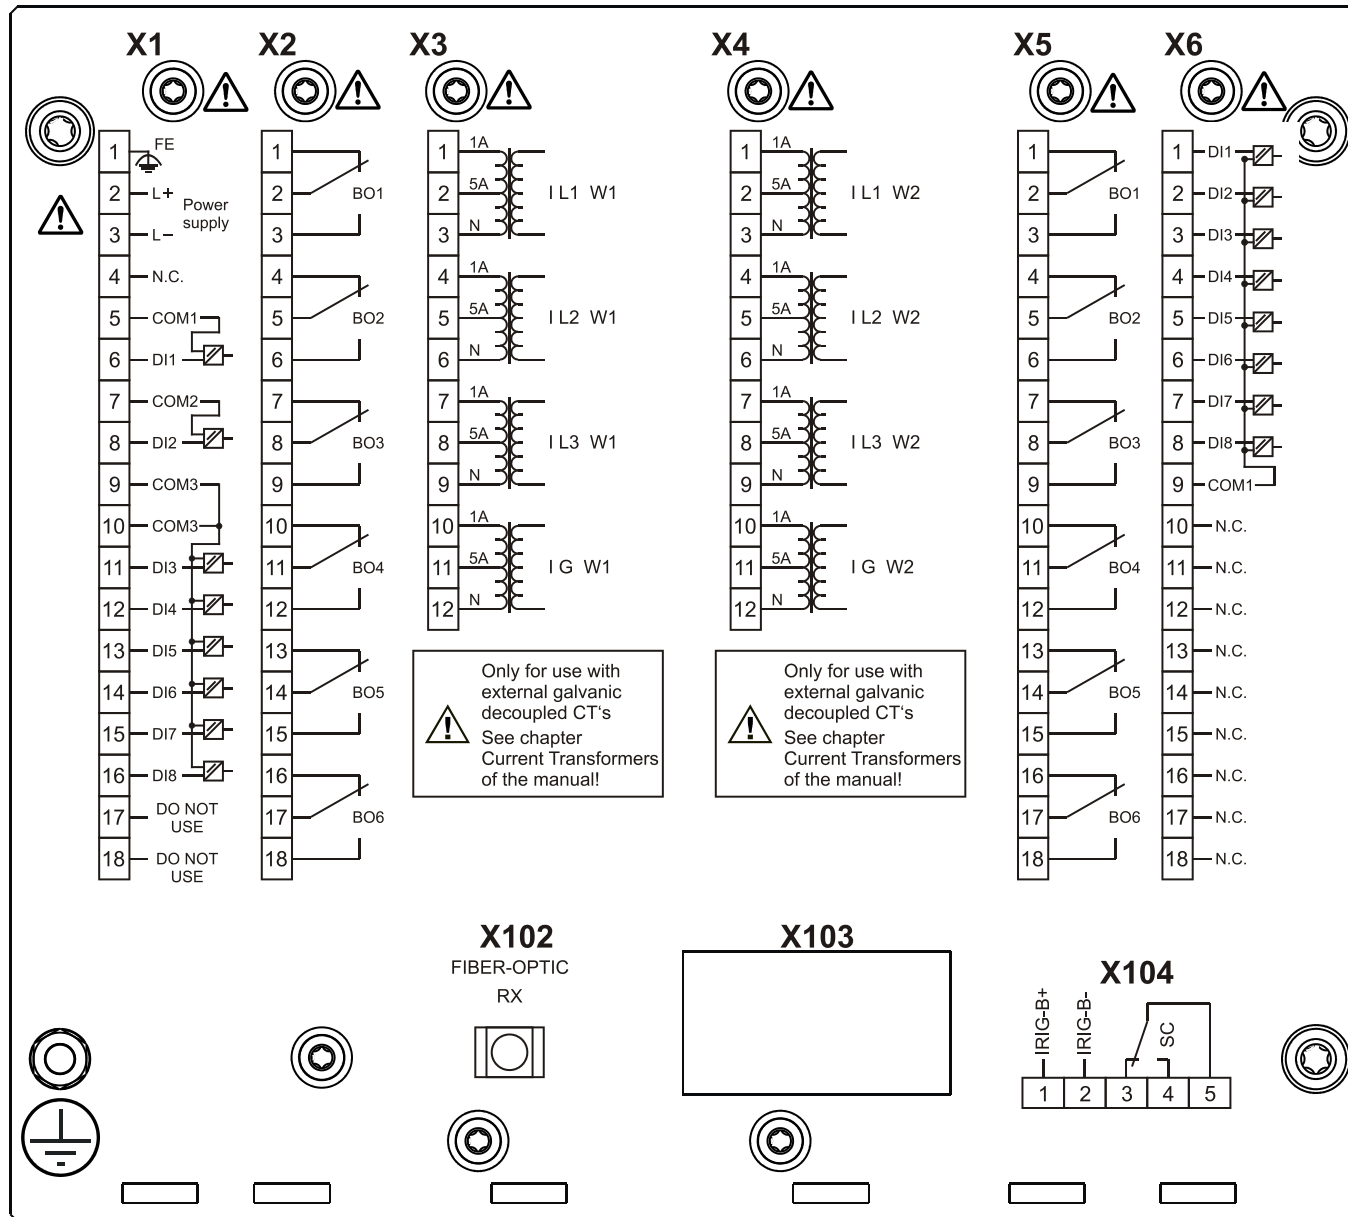 X1 X2 X3 X4 X5 X6
1 FE
2 L+
Power
supply
3 L–
4 N.C.
5 COM1
6 DI1
7 COM2
8 DI2
9 COM3
10 COM3
11 DI3
12 DI4
13 DI5
14 DI6
15 DI7
16 DI8
17 DO NOT
USE
18 DO NOT
USE
1
2 BO1
3
4
5 BO2
6
7
8 BO3
9
10
11 BO4
12
13
14 BO5
15
16
17 BO6
18
1 1A
2 5A I L1 W1
3 N
4 1A
5 5A I L2 W1
6 N
7 1A
8 5A I L3 W1
9 N
10 1A
11 5A I G W1
12 N
Only for use with
external galvanic
decoupled CT‘s
See chapter
Current Transformers
of the manual!
1 1A
2 5A I L1 W2
3 N
4 1A
5 5A I L2 W2
6 N
7 1A
8 5A I L3 W2
9 N
10 1A
11 5A I G W2
12 N
Only for use with
external galvanic
decoupled CT‘s
See chapter
Current Transformers
of the manual!
1
2 BO1
3
4
5 BO2
6
7
8 BO3
9
10
11 BO4
12
13
14 BO5
15
16
17 BO6
18
1 DI1
2 DI2
3 DI3
4 DI4
5 DI5
6 DI6
7 DI7
8 DI8
9 COM1
10 N.C.
11 N.C.
12 N.C.
13 N.C.
14 N.C.
15 N.C.
16 N.C.
17 N.C.
18 N.C.
X102
FIBER-OPTIC
RX
X103
X104
IRIG-B+
IRIG-B-
SC
1 2 3 4 5